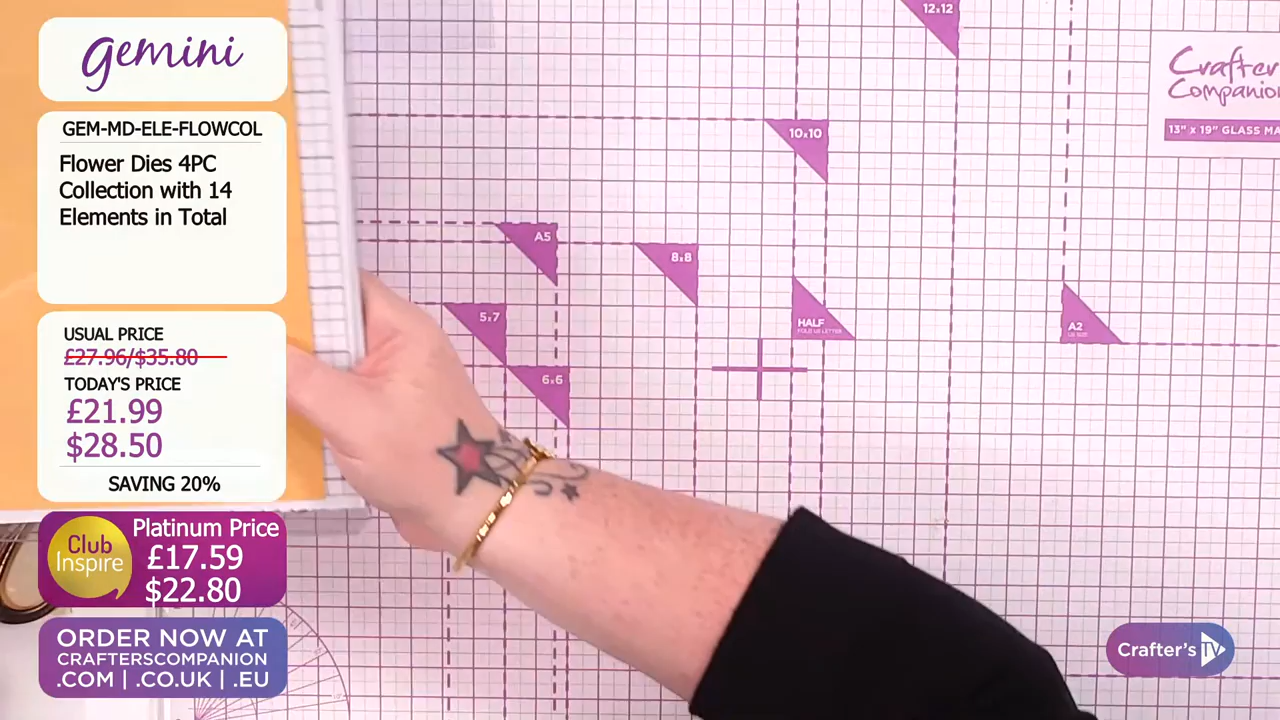 gemini
GEM-MD-ELE-FLOWCOL
Flower Dies 4PC
Collection with 14
Elements in Total
USUAL PRICE
£27.96/$35.80
TODAY'S PRICE
£21.99
$28.50
SAVING 20%
Club
Inspire
Platinum Price
£17.59
$22.80
ORDER NOW AT
CRAFTERSCOMPANION
.COM | .CO.UK | .EU
12x12
10x10
A5
8x8
5x7
6x6
HALF
A2
Crafter
Companion
13" x 19" GLASS MA
Crafter's TV